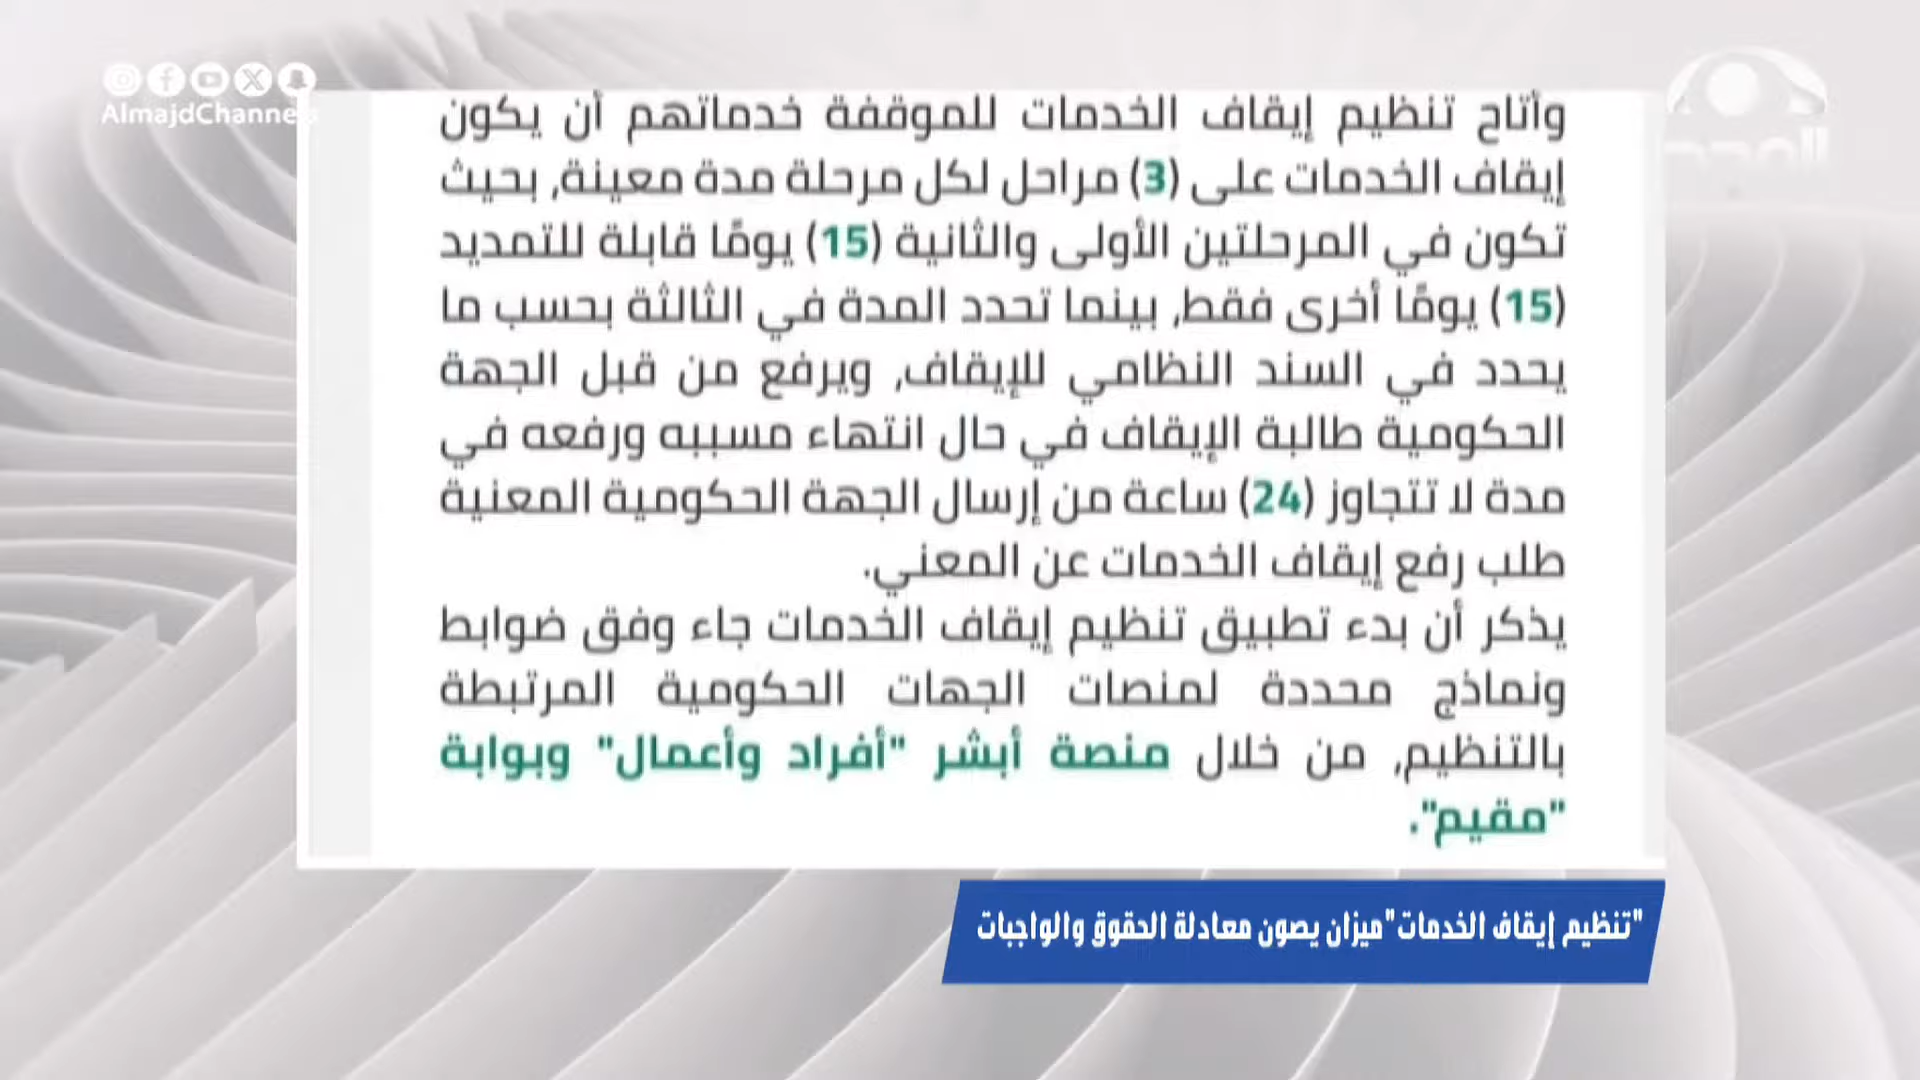 AlmajdChannels
المجد
وأتاح تنظيم إيقاف الخدمات للموقفة خدماتهم أن يكون
إيقاف الخدمات على (3) مراحل لكل مرحلة مدة معينة، بحيث
تكون في المرحلتين الأولى والثانية (15) يومًا قابلة للتمديد
(15) يومًا أخرى فقط، بينما تحدد المدة في الثالثة بحسب ما
يحدد في السند النظامي للإيقاف، ويرفع من قبل الجهة
الحكومية طالبة الإيقاف في حال انتهاء مسببه ورفعه في
مدة لا تتجاوز (24) ساعة من إرسال الجهة الحكومية المعنية
طلب رفع إيقاف الخدمات عن المعني.
يذكر أن بدء تطبيق تنظيم إيقاف الخدمات جاء وفق ضوابط
ونماذج محددة لمنصات الجهات الحكومية المرتبطة
بالتنظيم، من خلال منصة أبشر "أفراد وأعمال" وبوابة
"مقيم".
"تنظيم إيقاف الخدمات"ميزان يصون معادلة الحقوق والواجبات